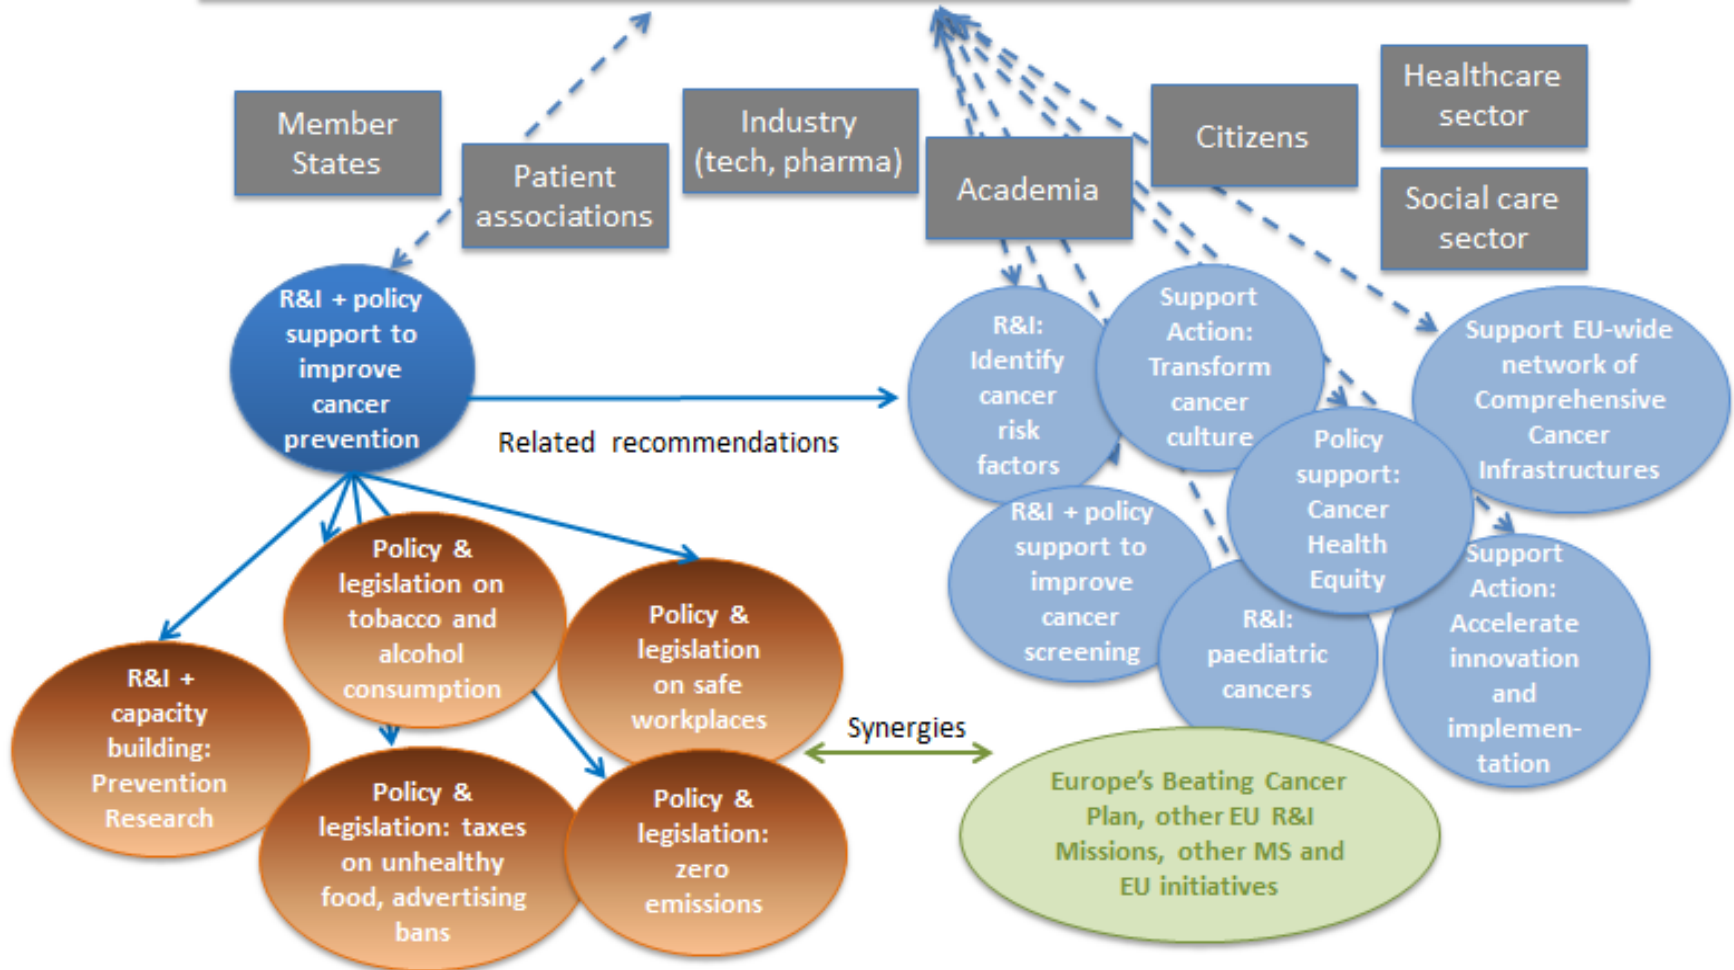 Member
States
Patient
associations
Industry
(tech, pharma)
Academia
Citizens
Healthcare
sector
Social care
sector
R&I + policy
support to
improve
cancer
prevention
Related recommendations
R&I:
Identify
cancer
risk
factors
Support
Action:
Transform
cancer
culture
Support EU-wide
network of
Comprehensive
Cancer
Infrastructures
Policy
support:
Cancer
Health
Equity
R&I + policy
support to
improve
cancer
screening
R&I:
paediatric
cancers
Support
Action:
Accelerate
innovation
and
implemen-
tation
R&I +
capacity
building:
Prevention
Research
Policy &
legislation on
tobacco and
alcohol
consumption
Policy &
legislation
on safe
workplaces
Policy &
legislation: taxes
on unhealthy
food, advertising
bans
Policy &
legislation:
zero
emissions
Synergies
Europe's Beating Cancer
Plan, other EU R&I
Missions, other MS and
EU initiatives